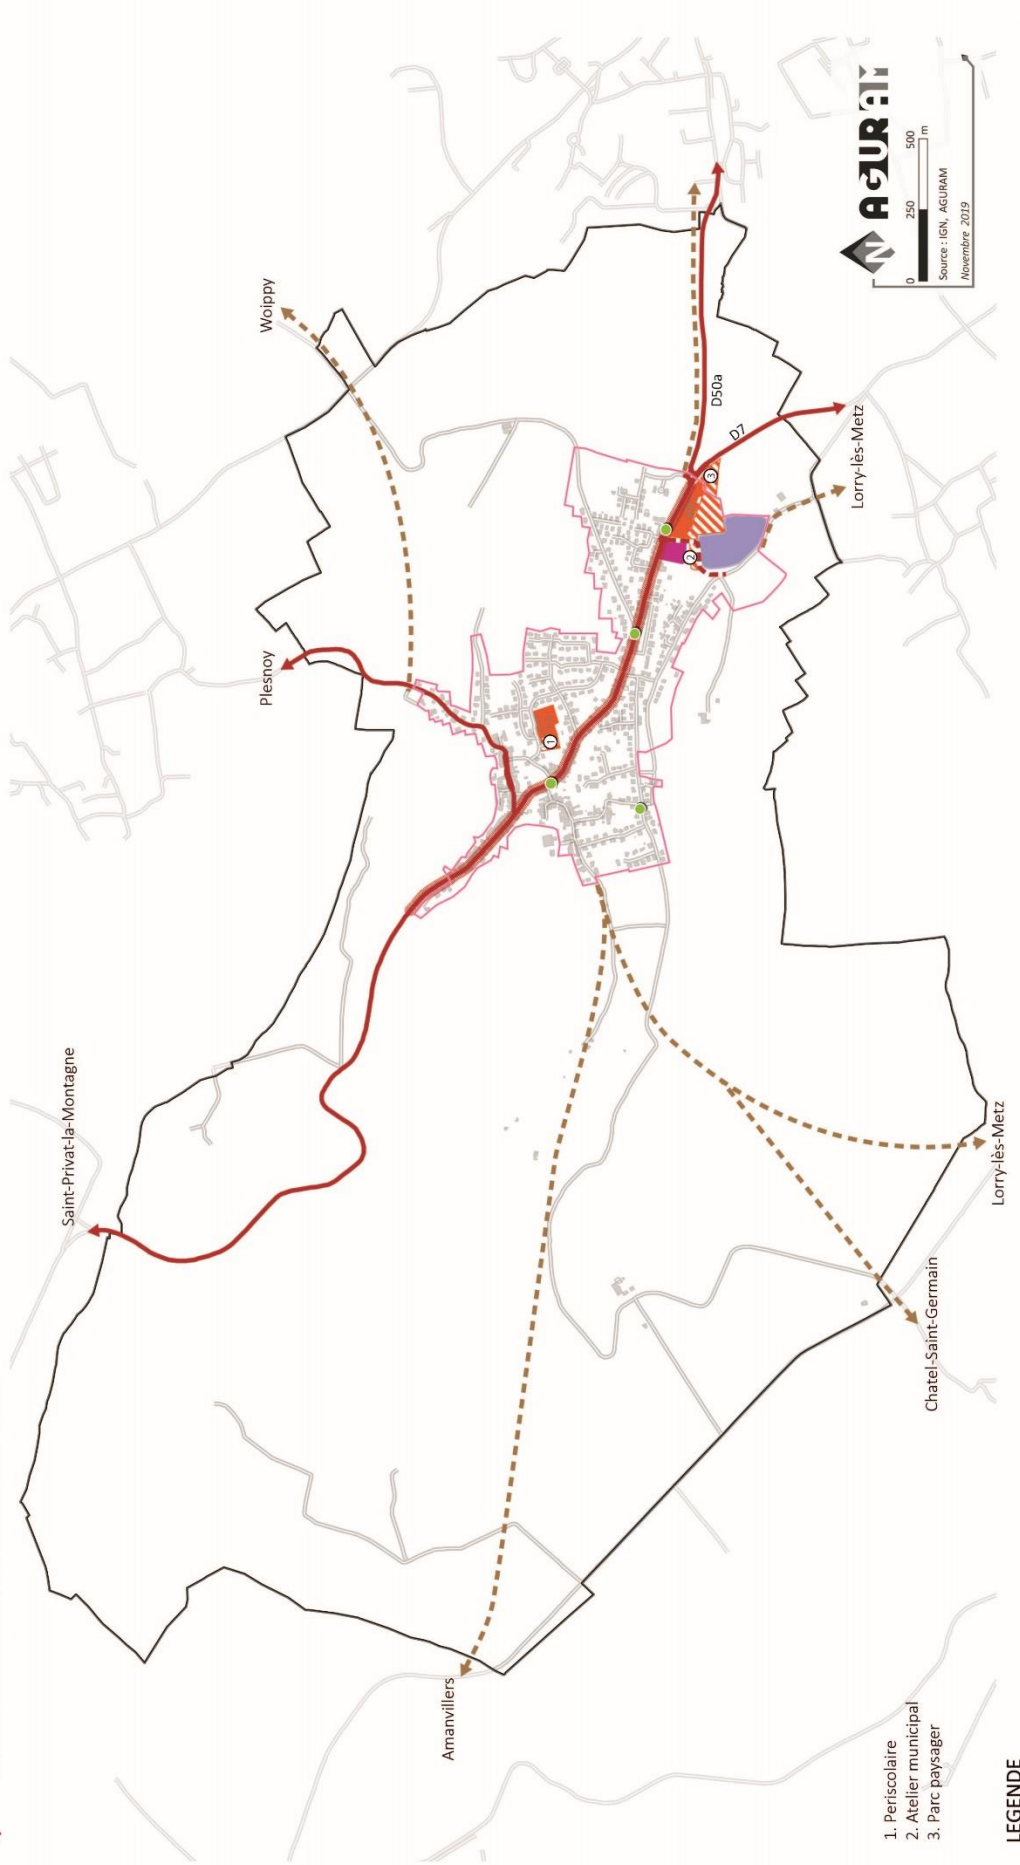 Saint-Privat-la-Montagne
Plesnoy
Woippy
Amanvillers
Chatel-Saint-Germain
Lorry-lès-Metz
Lorry-lès-Metz
D50a
D7
1
2
3
1. Periscolaire
2. Atelier municipal
3. Parc paysager
LEGENDE
N AGURAM
0 250 500 m
Source : IGN, AGURAM
Novembre 2019